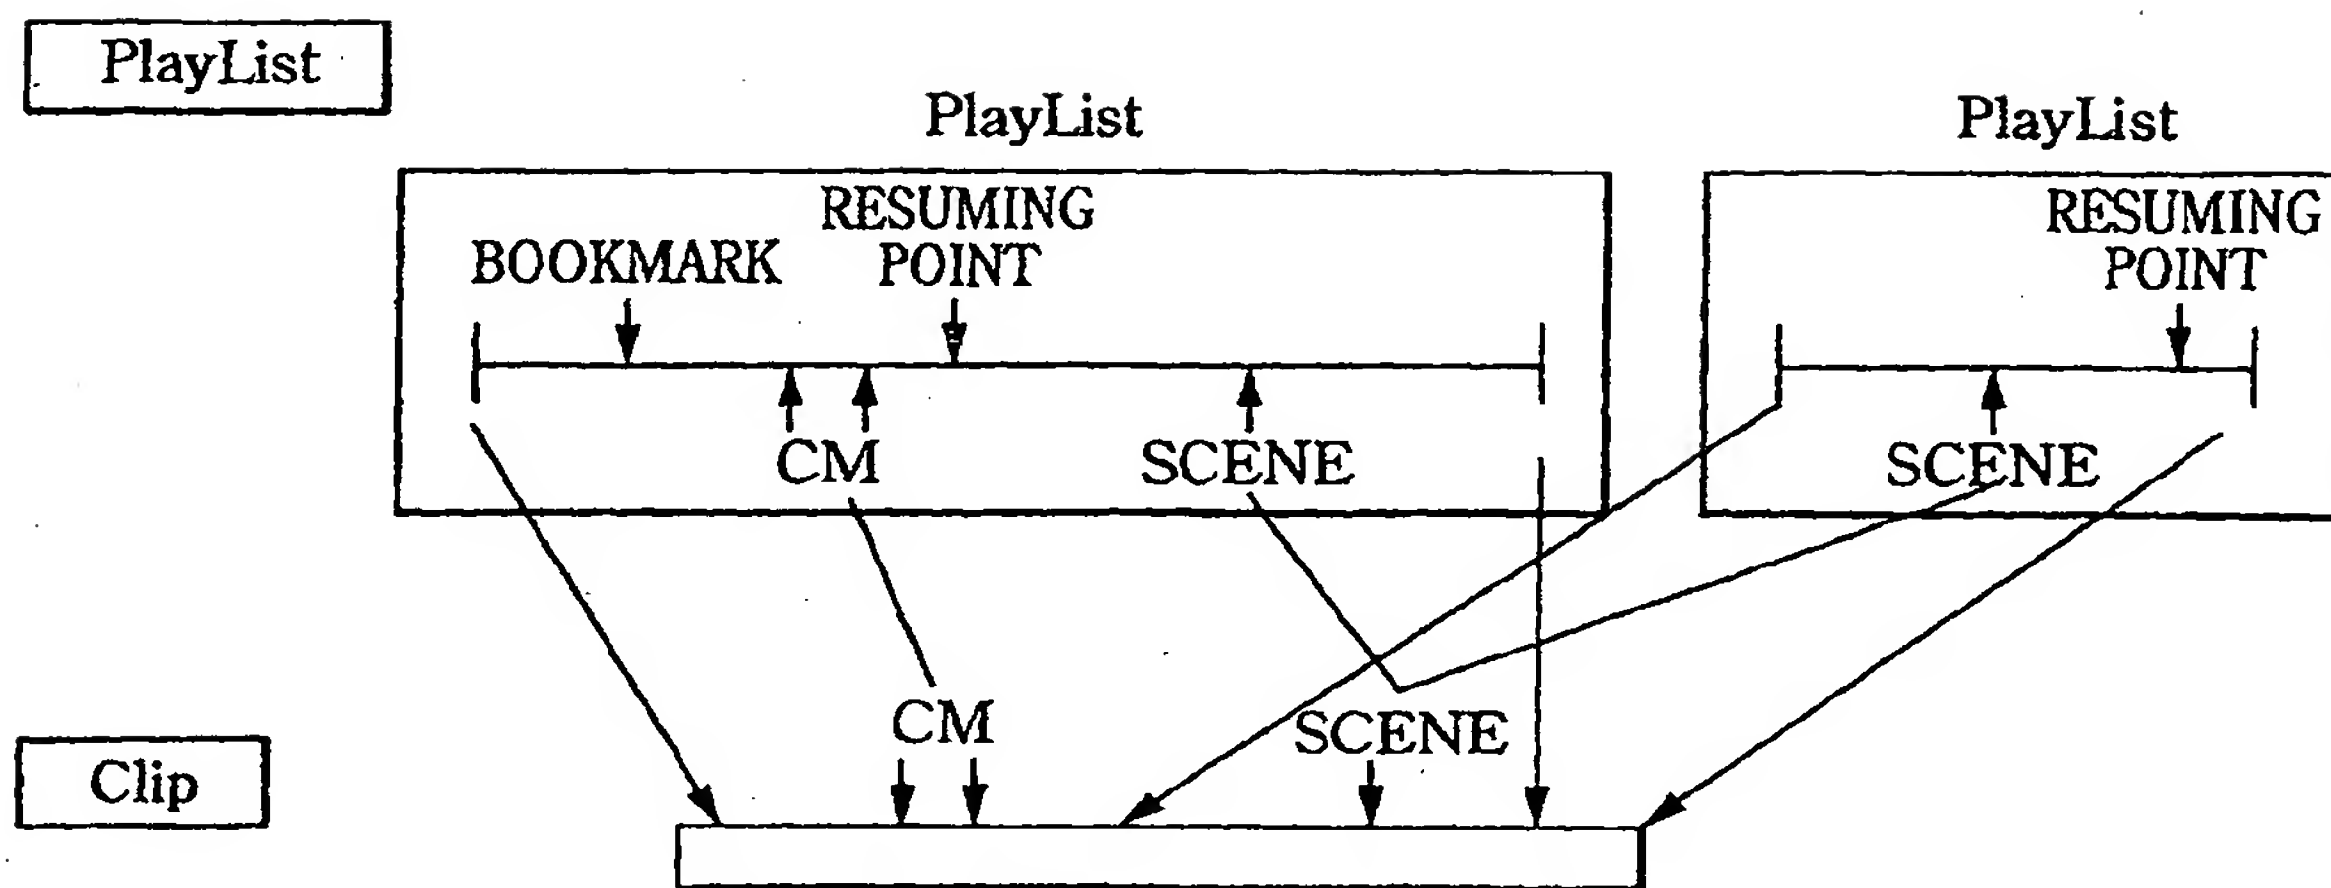 PlayList
PlayList
PlayList
BOOKMARK
RESUMING
POINT
CM
SCENE
RESUMING
POINT
SCENE
CM
SCENE
Clip